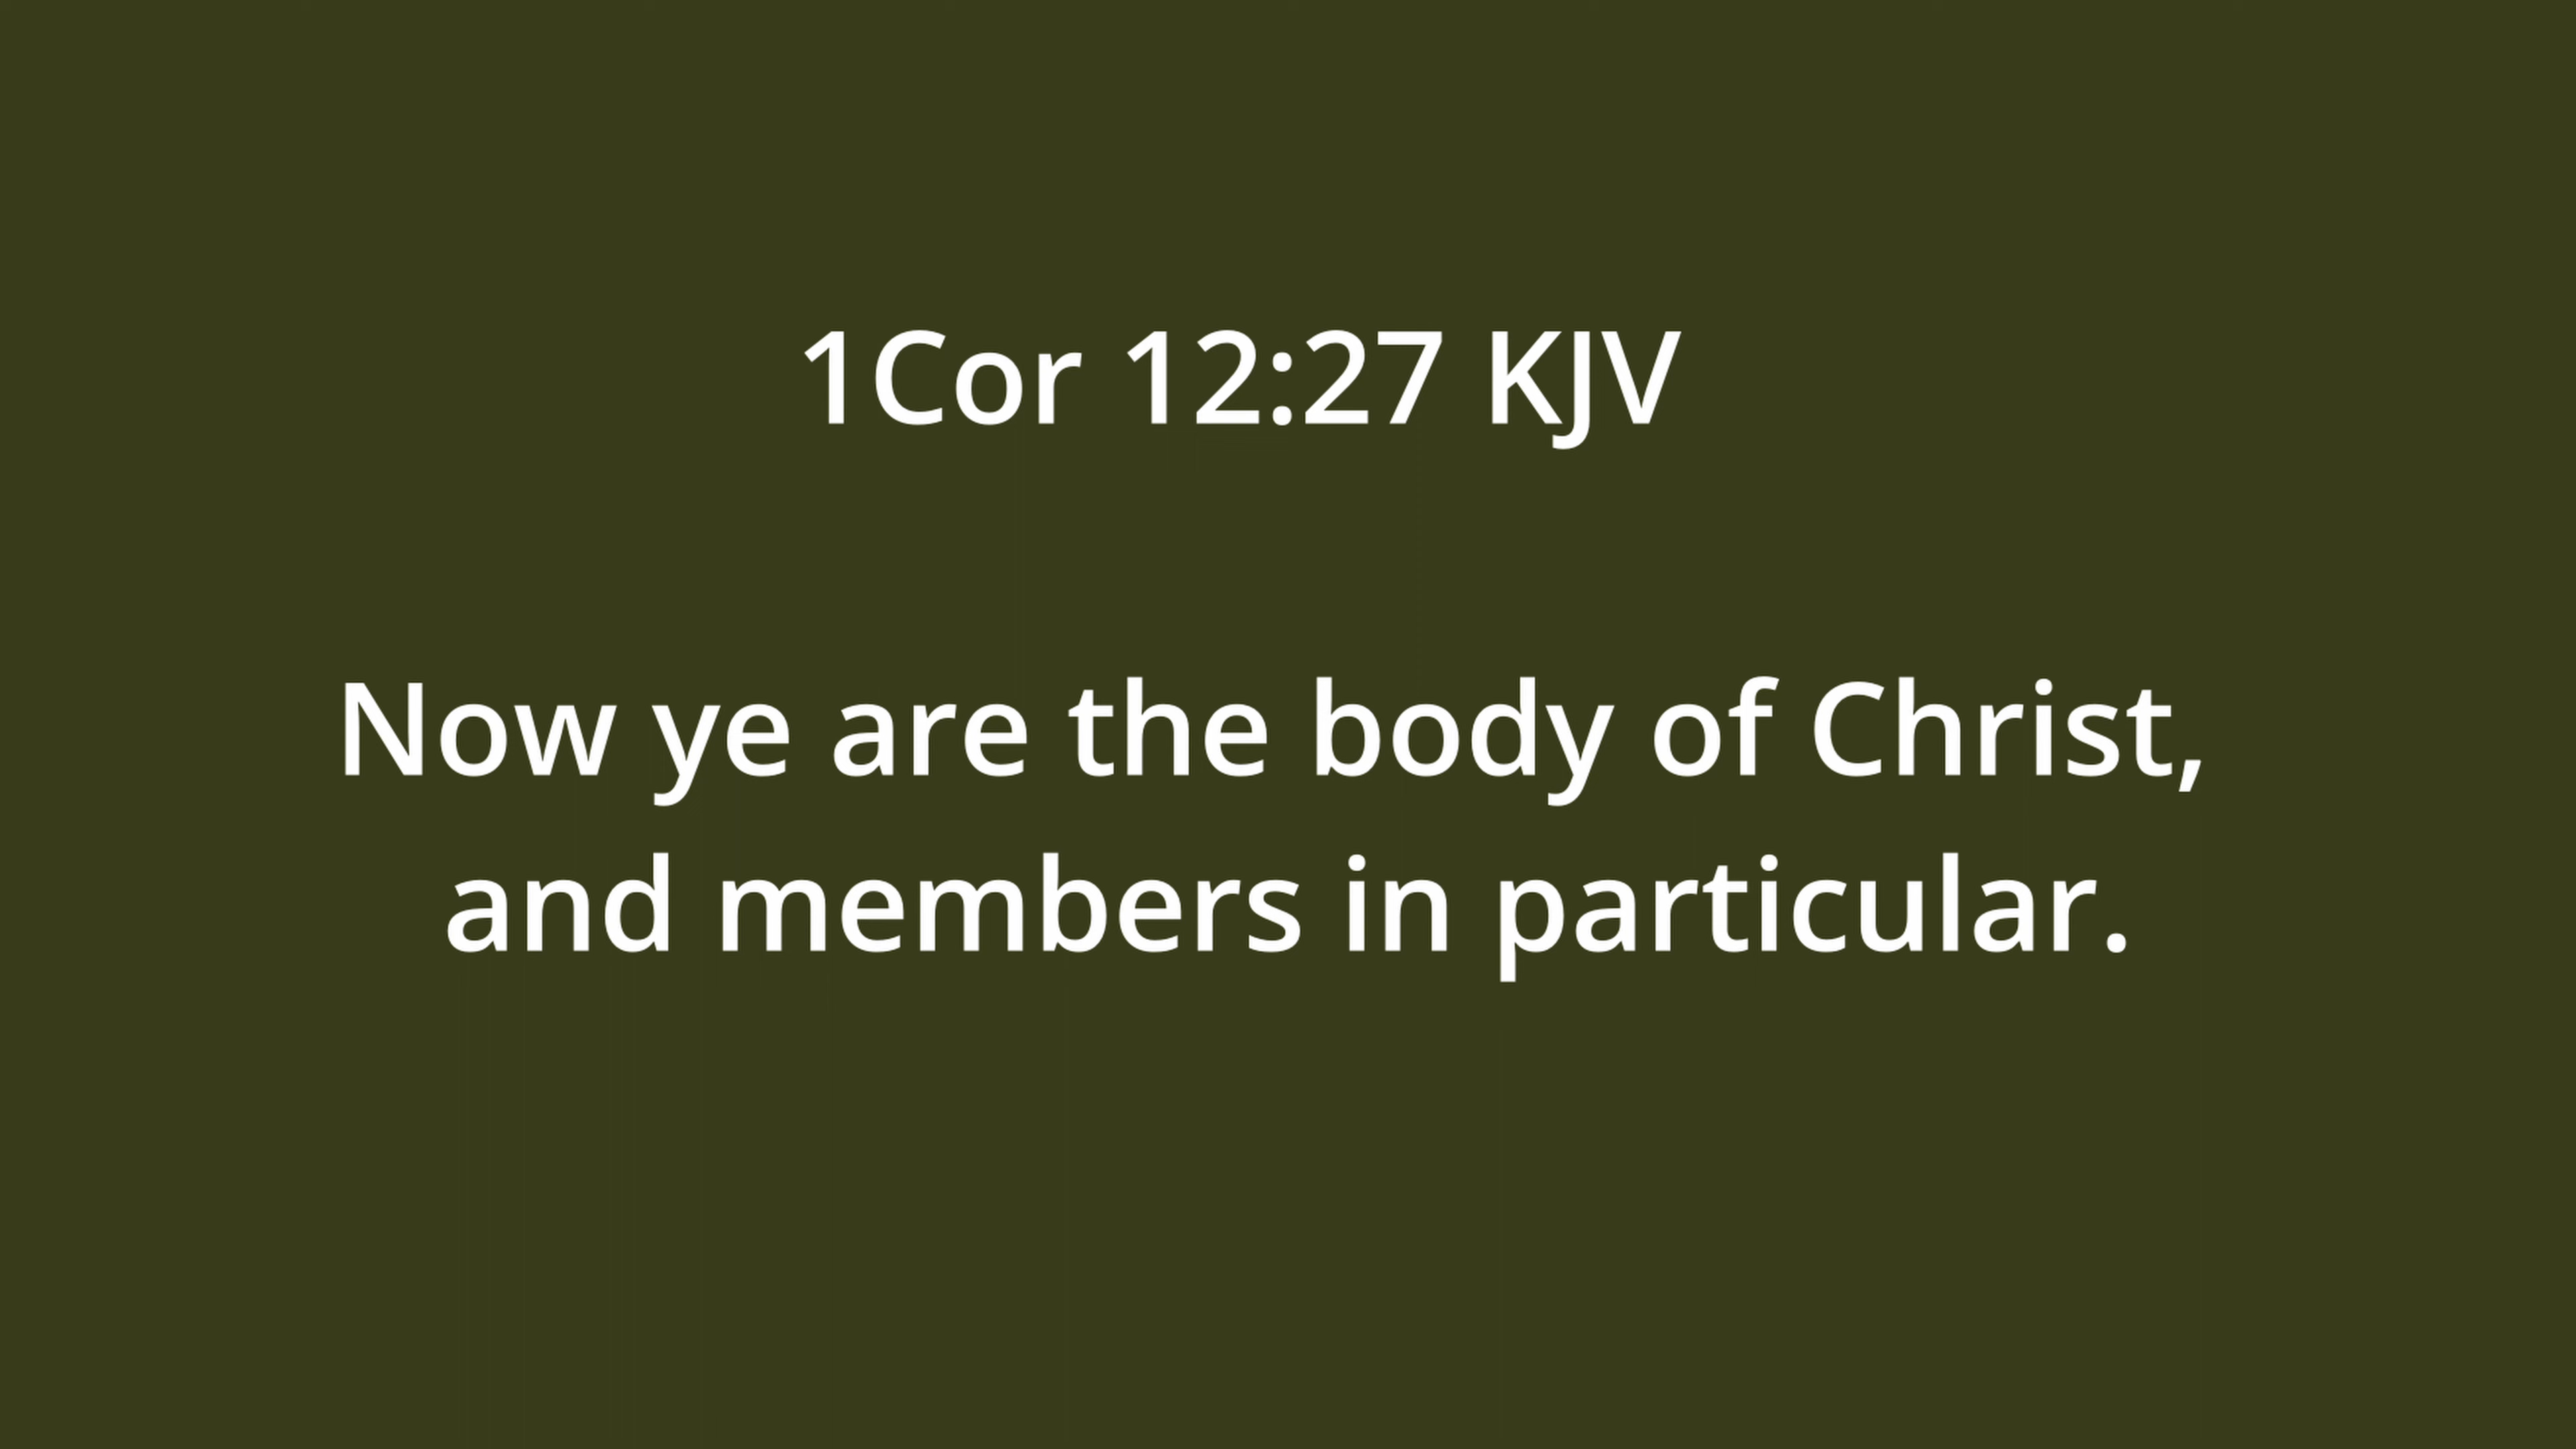 1Cor 12:27 KJV
Now ye are the body of Christ,
and members in particular.